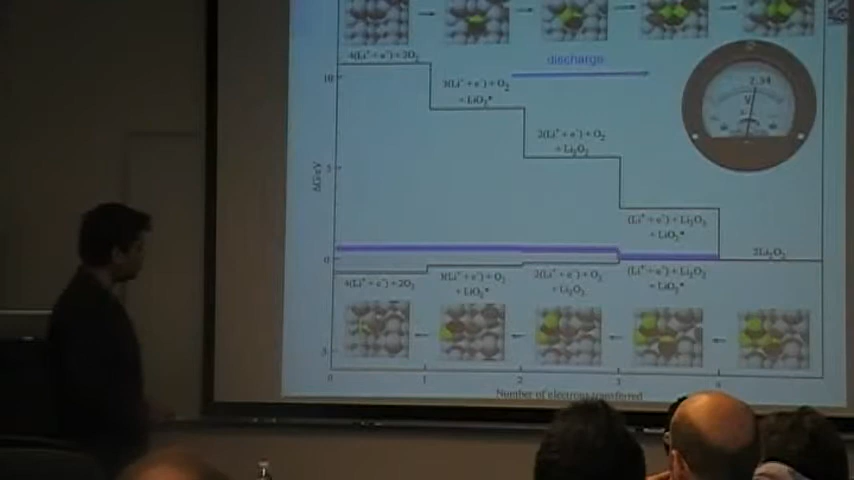 4(Li⁺ + e⁻) + 2O₂
discharge
3(Li⁺ + e⁻) + O₂
+ LiO₂*
2.34
V
10
2(Li⁺ + e⁻) + O₂
+ Li₂O₂
5
ΔG/eV
(Li⁺ + e⁻) + Li₂O₂
+ LiO₂*
2Li₂O₂
0
4(Li⁺ + e⁻) + 2O₂
3(Li⁺ + e⁻) + O₂
+ LiO₂*
2(Li⁺ + e⁻) + O₂
+ Li₂O₂
(Li⁺ + e⁻) + Li₂O₂
+ LiO₂*
0 1 2 3 4
Number of electrons transferred